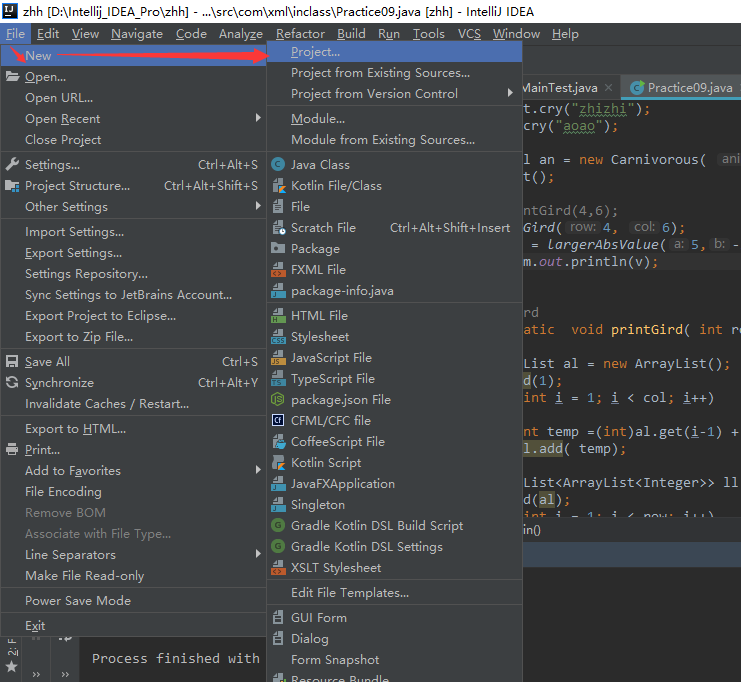 zhh [D:\Intellij_IDEA_Pro\zhh] - ...\src\com\xml\inclass\Practice09.java [zhh] - IntelliJ IDEA
File Edit View Navigate Code Analyze Refactor Build Run Tools VCS Window Help
New
Open...
Open URL...
Open Recent
Close Project
Settings... Ctrl+Alt+S
Project Structure... Ctrl+Alt+Shift+S
Other Settings
Import Settings...
Export Settings...
Settings Repository...
Sync Settings to JetBrains Account...
Export Project to Eclipse...
Export to Zip File...
Save All Ctrl+S
Synchronize Ctrl+Alt+Y
Invalidate Caches / Restart...
Export to HTML...
Print...
Add to Favorites
File Encoding
Remove BOM
Associate with File Type...
Line Separators
Make File Read-only
Power Save Mode
Exit
Project...
Project from Existing Sources...
Project from Version Control
Module...
Module from Existing Sources...
Java Class
Kotlin File/Class
File
Scratch File Ctrl+Alt+Shift+Insert
Package
FXML File
package-info.java
HTML File
Stylesheet
JavaScript File
TypeScript File
package.json File
CFML/CFC file
CoffeeScript File
Kotlin Script
JavaFXApplication
Singleton
Gradle Kotlin DSL Build Script
Gradle Kotlin DSL Settings
XSLT Stylesheet
Edit File Templates...
GUI Form
Dialog
Form Snapshot
Resource Bundle
MainTest.java Practice09.java
t.cry("zhizhi");
cry("aoao");
l an = new Carnivorous( ani
t();
ntGird(4,6);
Gird( row: 4, col: 6);
= largerAbsValue( a: 5, b: -
m.out.println(v);
rd
atic void printGird( int ro
List al = new ArrayList();
d(1);
int i = 1; i < col; i++)
nt temp =(int)al.get(i-1) +
l.add( temp);
List<ArrayList<Integer>> ll
d(al);
int i = 1; i < row; i++)
in()
Process finished with